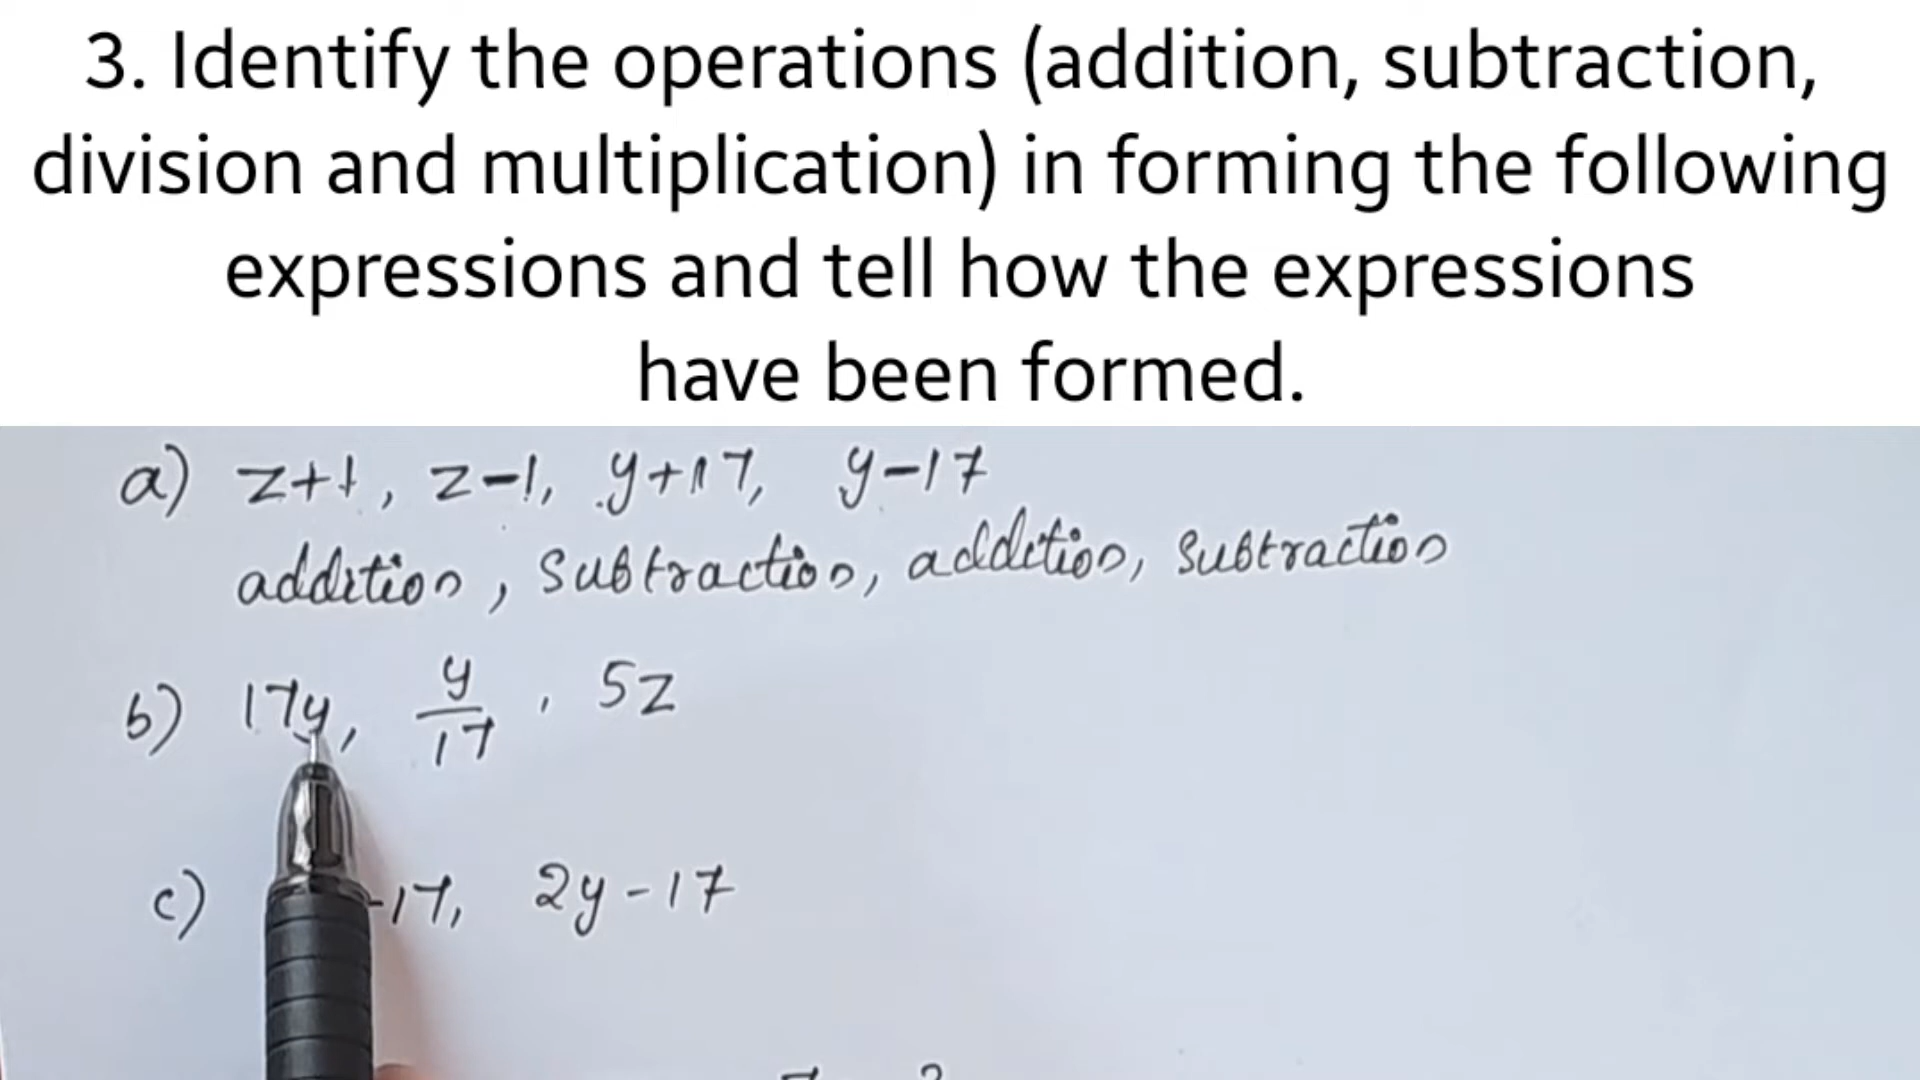 3. Identify the operations (addition, subtraction,
division and multiplication) in forming the following
expressions and tell how the expressions
have been formed.
a) z+1, z-1, y+17, y-17
addition, subtraction, addition, subtraction
b) 17y, y/17, 5z
c) -17, 2y-17